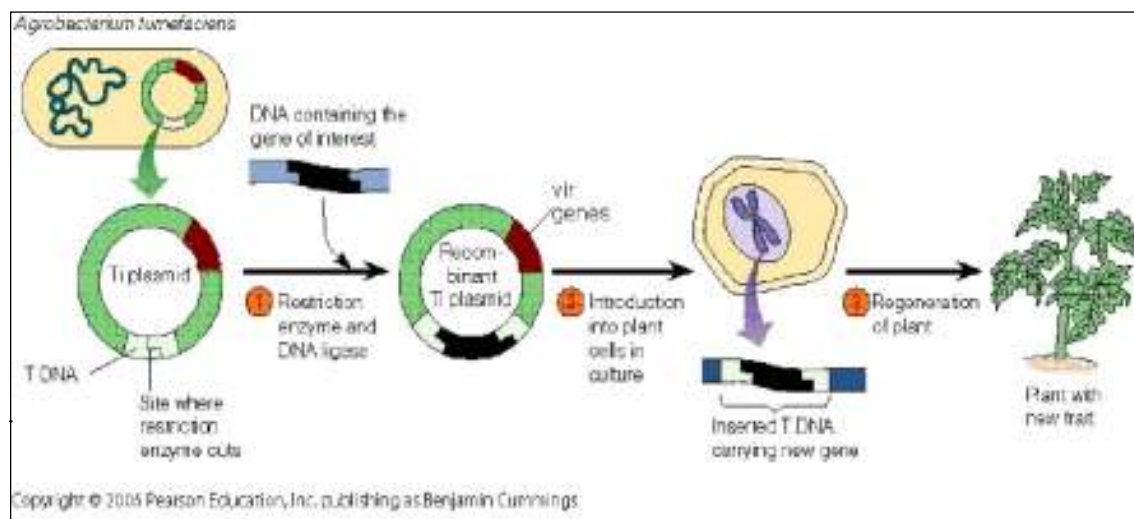 Agrobacterium tumefaciens
DNA containing the
gene of interest
vir
genes
Ti plasmid
Recom-
binant
Ti plasmid
1 Restriction
enzyme and
DNA ligase
2 Introduction
into plant
cells in
culture
3 Regeneration
of plant
T DNA
Site where
restriction
enzyme cuts
Inserted T DNA
carrying new gene
Plant with
new trait
Copyright © 2005 Pearson Education, Inc. publishing as Benjamin Cummings